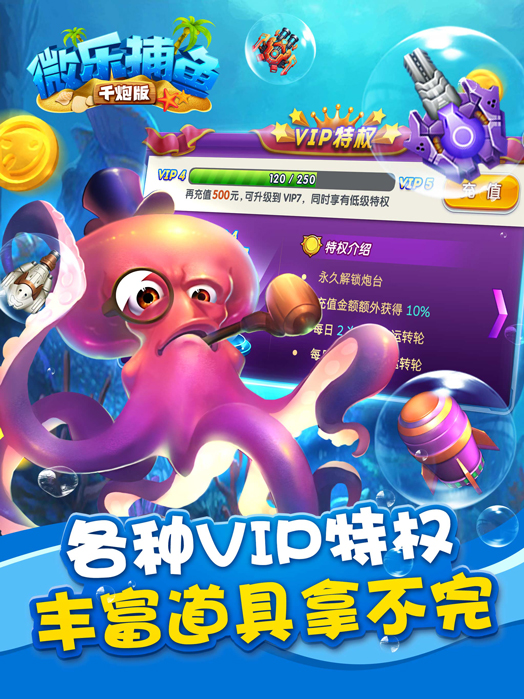 微乐捕鱼
千炮版
VIP特权
VIP 4
120 / 250
VIP 5
充值
再充值500元，可升级到 VIP7，同时享有低级特权
特权介绍
永久解锁炮台
充值金额额外获得 10%
每日 2
运转轮
每
转轮
各种VIP特权
丰富道具拿不完